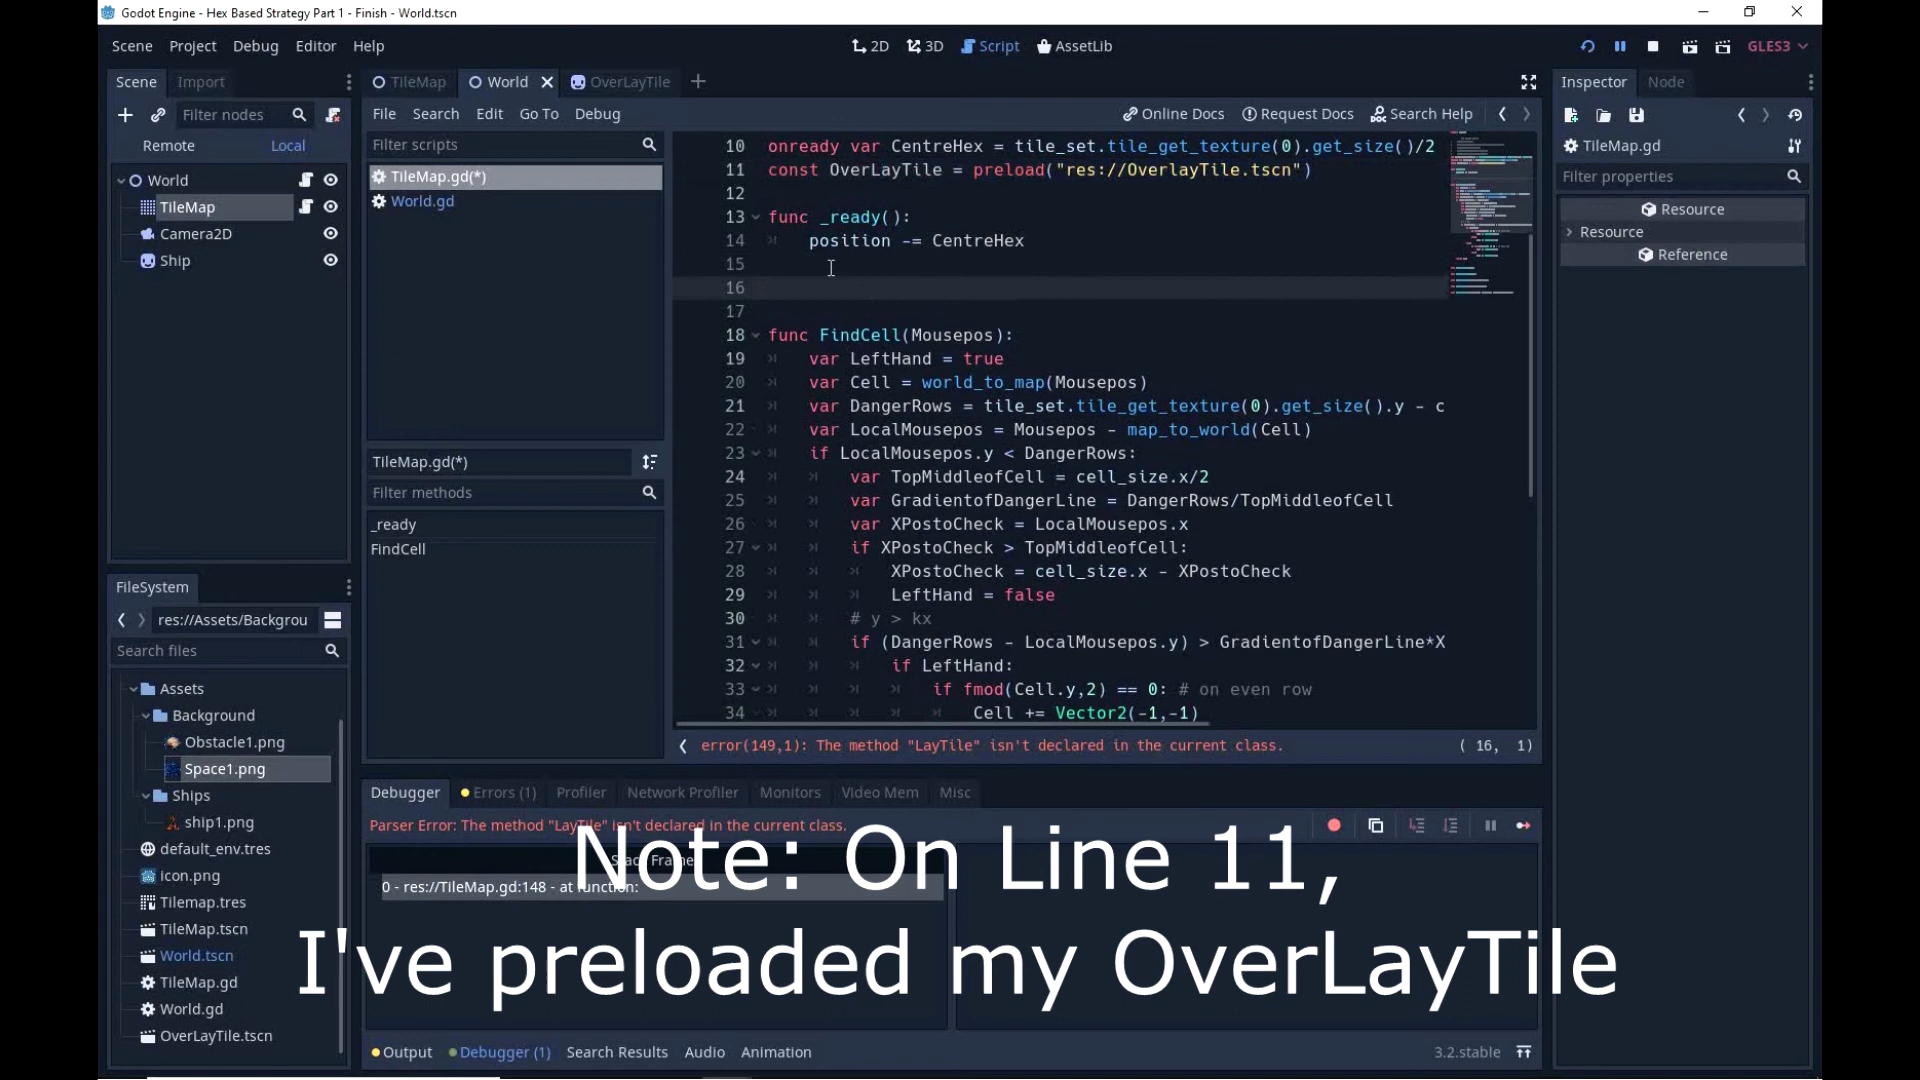 Godot Engine - Hex Based Strategy Part 1 - Finish - World.tscn
Scene Project Debug Editor Help
2D 3D Script AssetLib
GLES3
Scene Import
Filter nodes
Remote Local
World
TileMap
Camera2D
Ship
FileSystem
res://Assets/Backgrou
Search files
Assets
Background
Obstacle1.png
Space1.png
Ships
ship1.png
default_env.tres
icon.png
Tilemap.tres
TileMap.tscn
World.tscn
TileMap.gd
World.gd
OverLayTile.tscn
TileMap World OverLayTile
File Search Edit Go To Debug
Online Docs Request Docs Search Help
Filter scripts
TileMap.gd(*)
World.gd
TileMap.gd(*)
Filter methods
_ready
FindCell
10 onready var CentreHex = tile_set.tile_get_texture(0).get_size()/2
11 const OverLayTile = preload("res://OverlayTile.tscn")
12
13 func _ready():
14 position -= CentreHex
15
16
17
18 func FindCell(Mousepos):
19 var LeftHand = true
20 var Cell = world_to_map(Mousepos)
21 var DangerRows = tile_set.tile_get_texture(0).get_size().y - c
22 var LocalMousepos = Mousepos - map_to_world(Cell)
23 if LocalMousepos.y < DangerRows:
24 var TopMiddleofCell = cell_size.x/2
25 var GradientofDangerLine = DangerRows/TopMiddleofCell
26 var XPostoCheck = LocalMousepos.x
27 if XPostoCheck > TopMiddleofCell:
28 XPostoCheck = cell_size.x - XPostoCheck
29 LeftHand = false
30 # y > kx
31 if (DangerRows - LocalMousepos.y) > GradientofDangerLine*X
32 if LeftHand:
33 if fmod(Cell.y,2) == 0: # on even row
34 Cell += Vector2(-1,-1)
error(149,1): The method "LayTile" isn't declared in the current class.
( 16, 1)
Debugger Errors (1) Profiler Network Profiler Monitors Video Mem Misc
Parser Error: The method "LayTile" isn't declared in the current class.
0 - res://TileMap.gd:148 - at function:
Note: On Line 11,
I've preloaded my OverLayTile
Output Debugger (1) Search Results Audio Animation
3.2.stable
Inspector Node
TileMap.gd
Filter properties
Resource
Resource
Reference